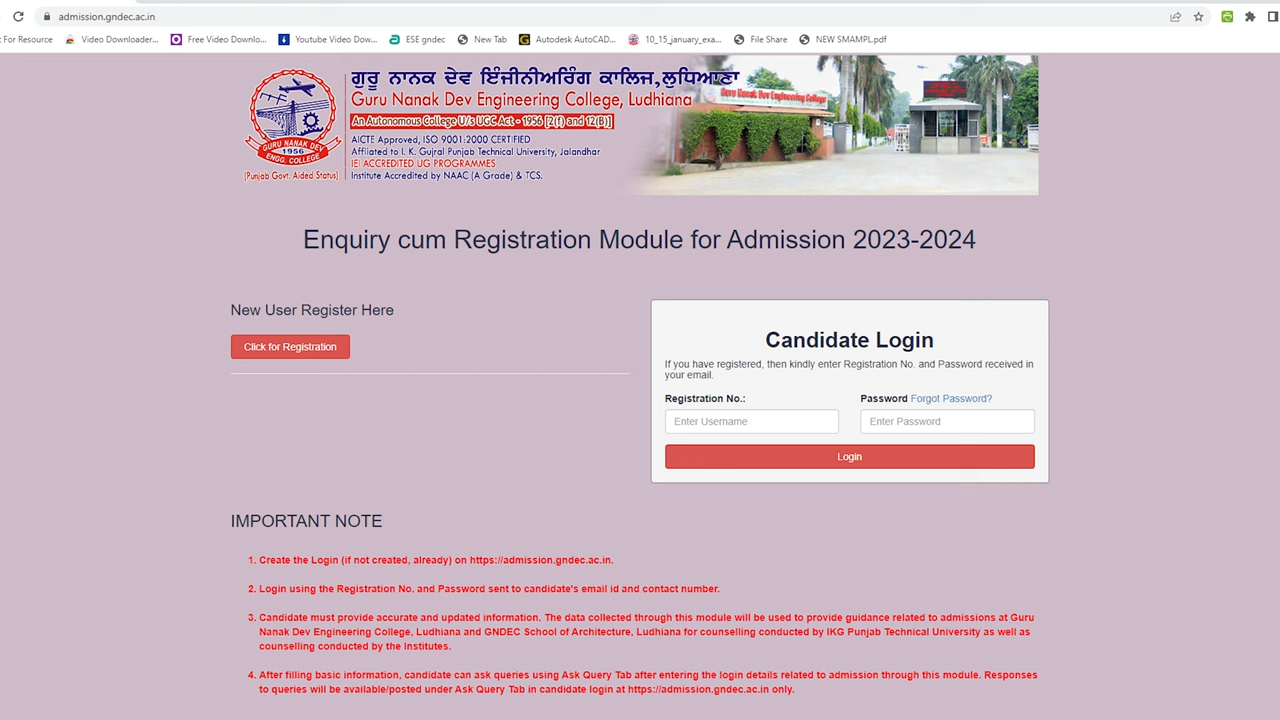 admission.gndec.ac.in
t For Resource
Video Downloader...
Free Video Downlo...
Youtube Video Dow...
ESE gndec
New Tab
Autodesk AutoCAD...
10_15_january_exa...
File Share
NEW SMAMPL.pdf
ਗੁਰੂ ਨਾਨਕ ਦੇਵ ਇੰਜੀਨੀਅਰਿੰਗ ਕਾਲਿਜ,ਲੁਧਿਆਣਾ
Guru Nanak Dev Engineering College, Ludhiana
An Autonomous College U/s UGC Act - 1956 [2(f) and 12(B)]
AICTE Approved, ISO 9001:2000 CERTIFIED
Affiliated to I. K. Gujral Punjab Technical University, Jalandhar
IEI ACCREDITED UG PROGRAMMES
Institute Accredited by NAAC (A Grade) & TCS.
GURU NANAK DEV
1956
ENGG. COLLEGE
(Punjab Govt. Aided Status)
Guru Nanak Dev Engineering College
Enquiry cum Registration Module for Admission 2023-2024
New User Register Here
Click for Registration
Candidate Login
If you have registered, then kindly enter Registration No. and Password received in
your email.
Registration No.:
Password Forgot Password?
Enter Username
Enter Password
Login
IMPORTANT NOTE
1. Create the Login (if not created, already) on https://admission.gndec.ac.in.
2. Login using the Registration No. and Password sent to candidate's email id and contact number.
3. Candidate must provide accurate and updated information. The data collected through this module will be used to provide guidance related to admissions at Guru
Nanak Dev Engineering College, Ludhiana and GNDEC School of Architecture, Ludhiana for counselling conducted by IKG Punjab Technical University as well as
counselling conducted by the Institutes.
4. After filling basic information, candidate can ask queries using Ask Query Tab after entering the login details related to admission through this module. Responses
to queries will be available/posted under Ask Query Tab in candidate login at https://admission.gndec.ac.in only.